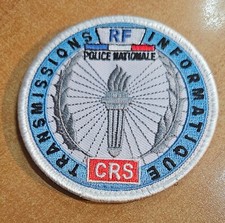 RF
POLICE NATIONALE
TRANSMISSIONS
INFORMATIQUE
CRS